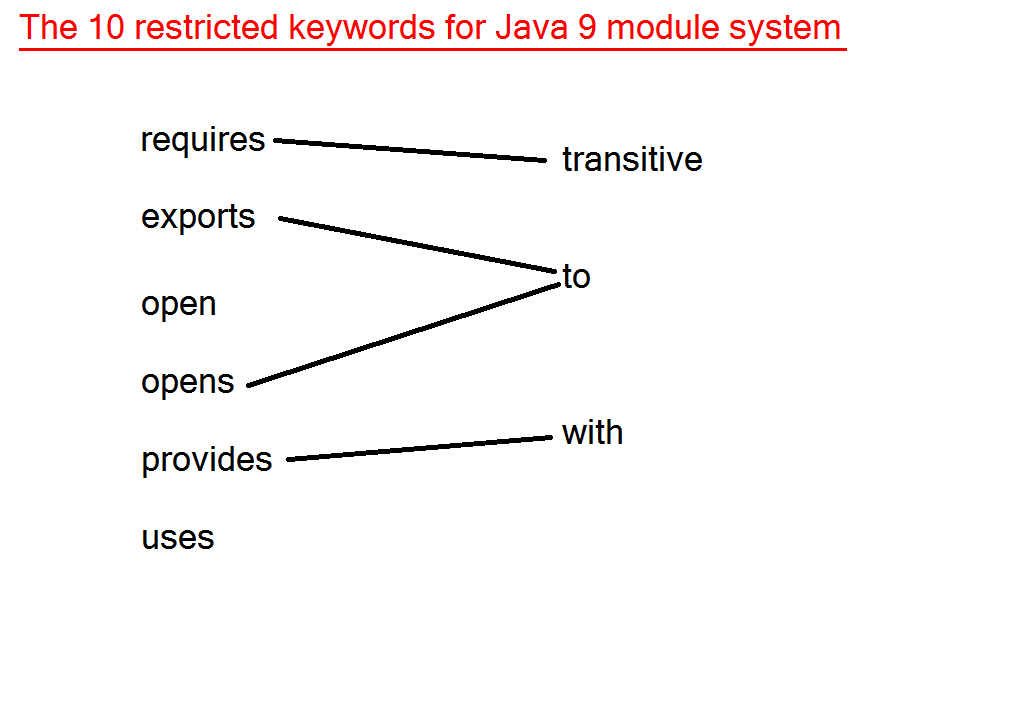 The 10 restricted keywords for Java 9 module system
requires
transitive
exports
to
open
opens
with
provides
uses